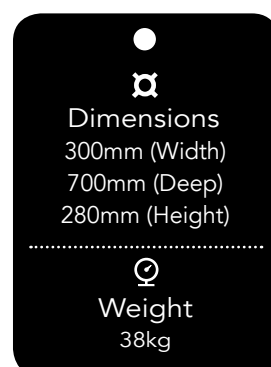 Dimensions
300mm (Width)
700mm (Deep)
280mm (Height)
Weight
38kg